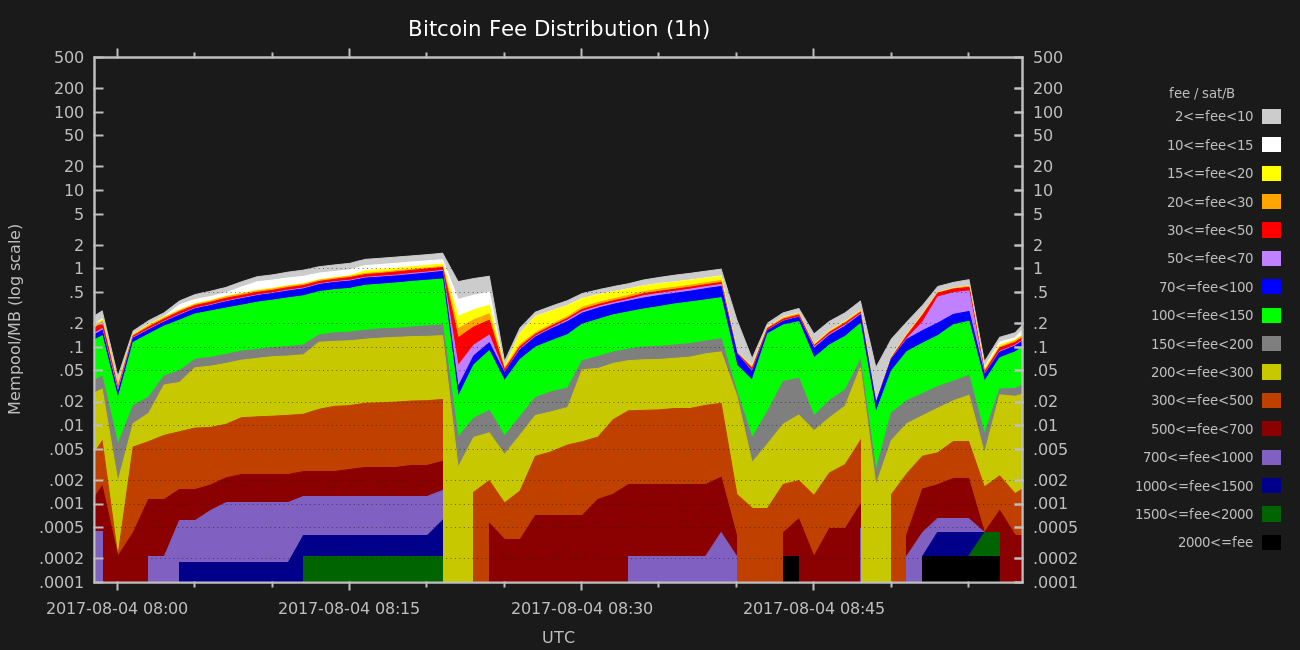 Bitcoin Fee Distribution (1h)
500
200
100
50
20
10
5
2
1
.5
.2
.1
.05
.02
.01
.005
.002
.001
.0005
.0002
.0001
Mempool/MB (log scale)
500
200
100
50
20
10
5
2
1
.5
.2
.1
.05
.02
.01
.005
.002
.001
.0005
.0002
.0001
2017-08-04 08:00
2017-08-04 08:15
2017-08-04 08:30
2017-08-04 08:45
UTC
fee / sat/B
2<=fee<10
10<=fee<15
15<=fee<20
20<=fee<30
30<=fee<50
50<=fee<70
70<=fee<100
100<=fee<150
150<=fee<200
200<=fee<300
300<=fee<500
500<=fee<700
700<=fee<1000
1000<=fee<1500
1500<=fee<2000
2000<=fee